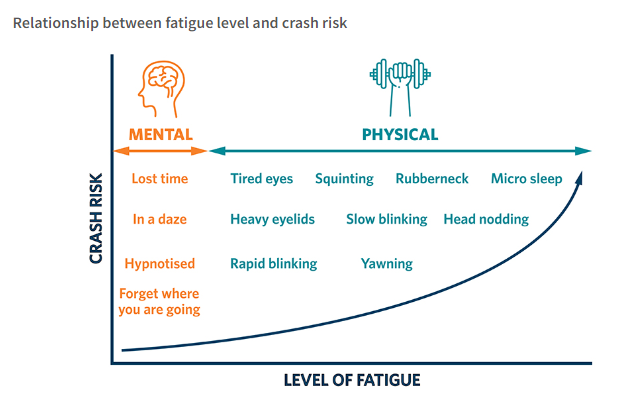 Relationship between fatigue level and crash risk
MENTAL
PHYSICAL
Lost time
Tired eyes
Squinting
Rubberneck
Micro sleep
In a daze
Heavy eyelids
Slow blinking
Head nodding
Hypnotised
Rapid blinking
Yawning
Forget where
you are going
CRASH RISK
LEVEL OF FATIGUE